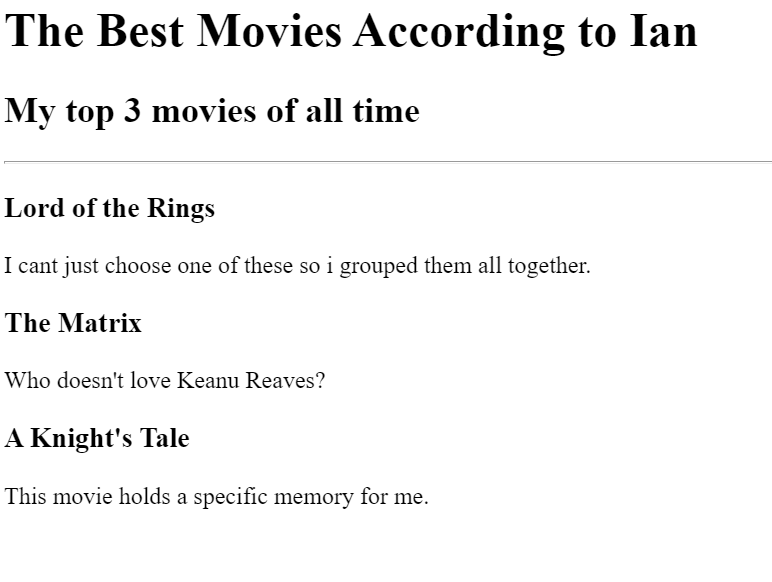 The Best Movies According to Ian
My top 3 movies of all time
Lord of the Rings
I cant just choose one of these so i grouped them all together.
The Matrix
Who doesn't love Keanu Reaves?
A Knight's Tale
This movie holds a specific memory for me.